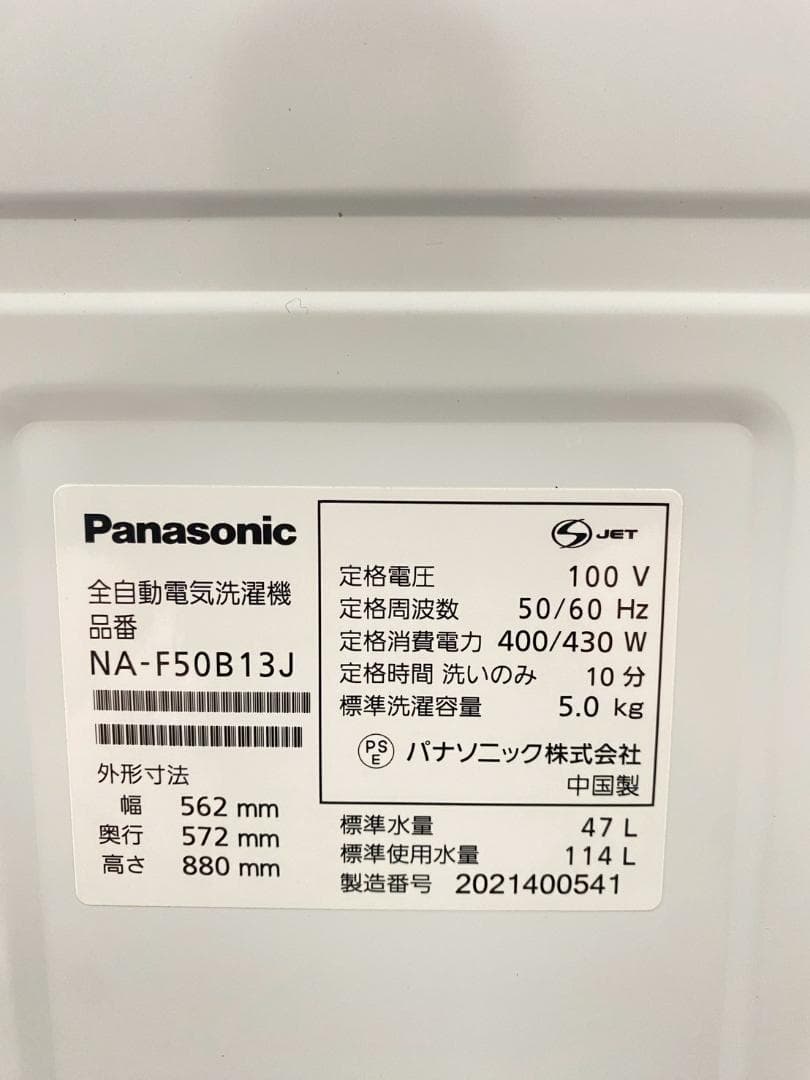 Panasonic
全自動電気洗濯機
品番
NA-F50B13J
外形寸法
幅 562 mm
奥行 572 mm
高さ 880 mm
JET
定格電圧 100 V
定格周波数 50/60 Hz
定格消費電力 400/430 W
定格時間 洗いのみ 10 分
標準洗濯容量 5.0 kg
PSE パナソニック株式会社
中国製
標準水量 47 L
標準使用水量 114 L
製造番号 2021400541